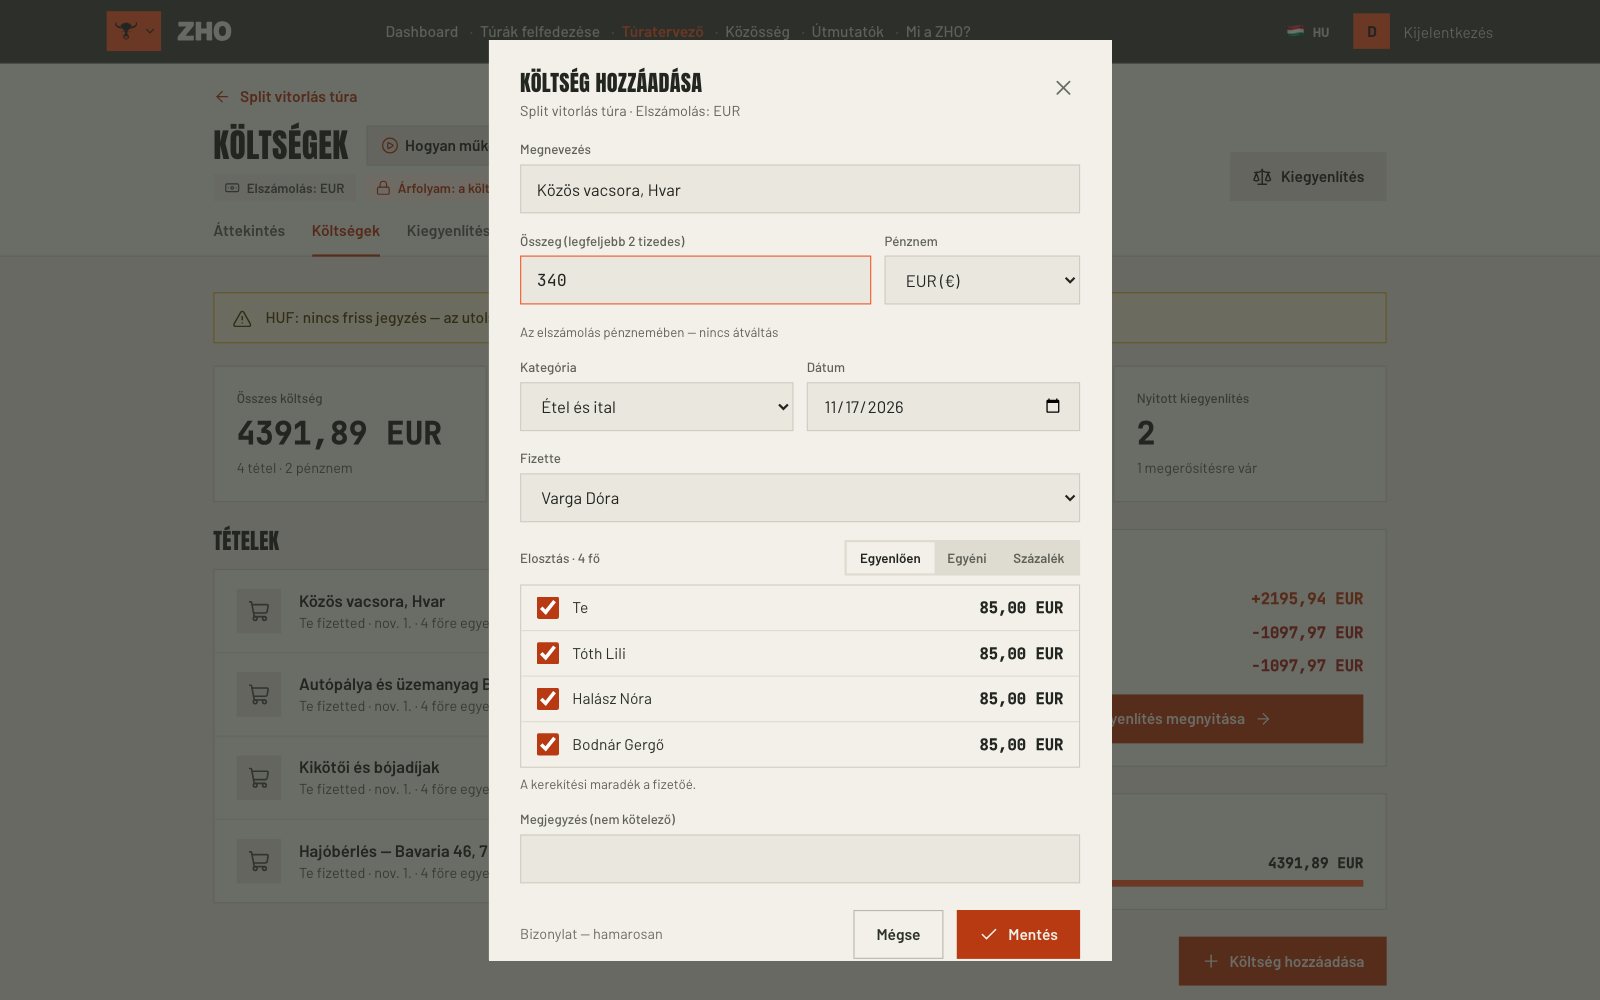 ZHO
Dashboard · Túrák felfedezése · Túratervező · Közösség · Útmutatók · Mi a ZHO?
HU
D
Kijelentkezés
Split vitorlás túra
KÖLTSÉGEK
Hogyan műk
Elszámolás: EUR
Árfolyam: a költ
Kiegyenlítés
Áttekintés
Költségek
Kiegyenlítés
HUF: nincs friss jegyzés — az utol
Összes költség
4391,89 EUR
4 tétel · 2 pénznem
Nyitott kiegyenlítés
2
1 megerősítésre vár
TÉTELEK
Közös vacsora, Hvar
Te fizetted · nov. 1. · 4 főre egye
Autópálya és üzemanyag B
Te fizetted · nov. 1. · 4 főre egye
Kikötői és bójadíjak
Te fizetted · nov. 1. · 4 főre egye
Hajóbérlés — Bavaria 46, 7
Te fizetted · nov. 1. · 4 főre egye
+2195,94 EUR
-1097,97 EUR
-1097,97 EUR
yenlítés megnyitása
4391,89 EUR
Költség hozzáadása
KÖLTSÉG HOZZÁADÁSA
Split vitorlás túra · Elszámolás: EUR
Megnevezés
Közös vacsora, Hvar
Összeg (legfeljebb 2 tizedes)
Pénznem
340
EUR (€)
Az elszámolás pénznemében — nincs átváltás
Kategória
Dátum
Étel és ital
11/17/2026
Fizette
Varga Dóra
Elosztás · 4 fő
Egyenlően
Egyéni
Százalék
Te
85,00 EUR
Tóth Lili
85,00 EUR
Halász Nóra
85,00 EUR
Bodnár Gergő
85,00 EUR
A kerekítési maradék a fizetőé.
Megjegyzés (nem kötelező)
Bizonylat — hamarosan
Mégse
Mentés